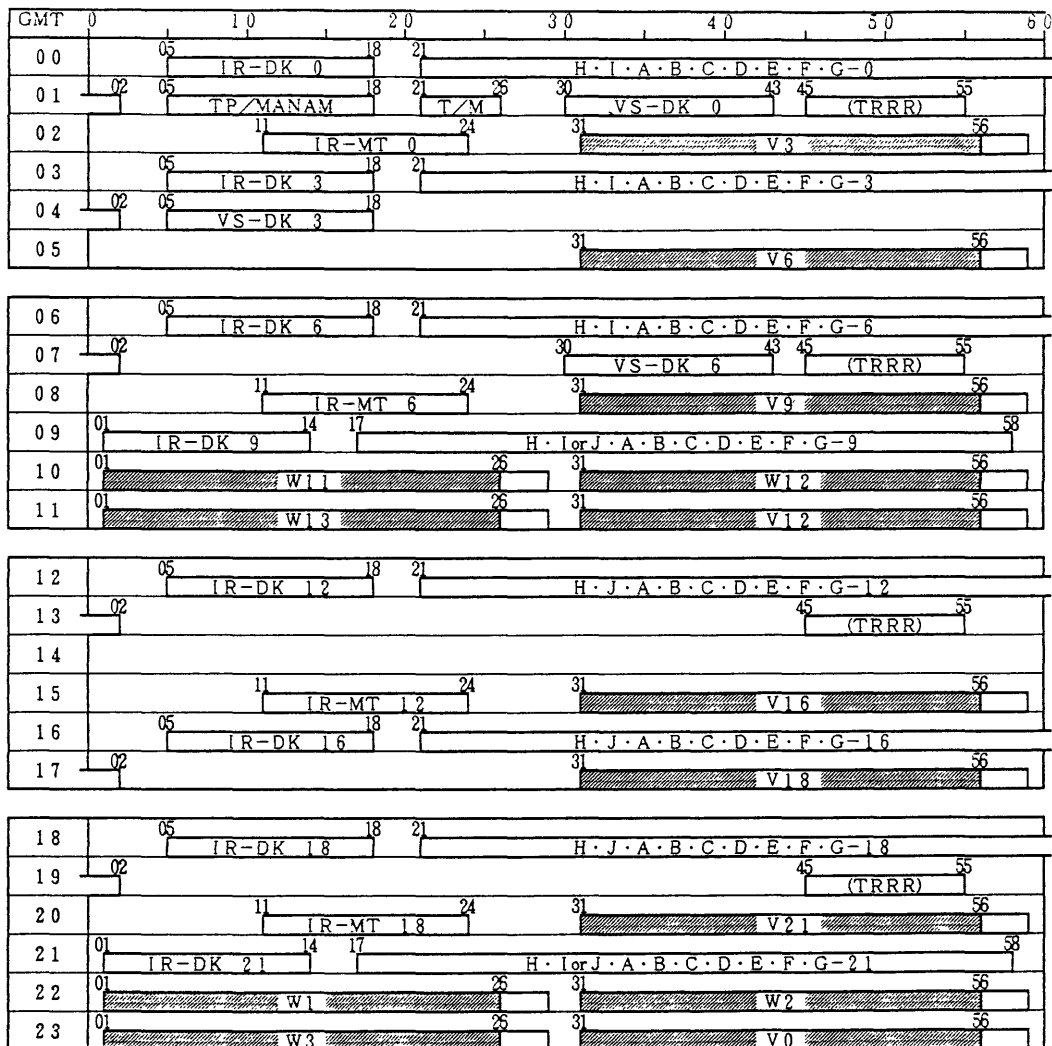 GMT 0 10 20 30 40 50 60
05 18 21
00 IR-DK 0 H·I·A·B·C·D·E·F·G-0
02 05 18 21 26 30 43 45 55
01 TP/MANAM T/M VS-DK 0 (TRRR)
11 24 31 56
02 IR-MT 0 V3
05 18 21
03 IR-DK 3 H·I·A·B·C·D·E·F·G-3
02 05 18
04 VS-DK 3
31 56
05 V6
05 18 21
06 IR-DK 6 H·I·A·B·C·D·E·F·G-6
02 30 43 45 55
07 VS-DK 6 (TRRR)
11 24 31 56
08 IR-MT 6 V9
01 14 17 58
09 IR-DK 9 H·IorJ·A·B·C·D·E·F·G-9
01 26 31 56
10 W11 W12
01 26 31 56
11 W13 V12
05 18 21
12 IR-DK 12 H·J·A·B·C·D·E·F·G-12
02 45 55
13 (TRRR)
14
11 24 31 56
15 IR-MT 12 V16
05 18 21
16 IR-DK 16 H·J·A·B·C·D·E·F·G-16
02 31 56
17 V18
05 18 21
18 IR-DK 18 H·J·A·B·C·D·E·F·G-18
02 45 55
19 (TRRR)
11 24 31 56
20 IR-MT 18 V21
01 14 17 58
21 IR-DK 21 H·IorJ·A·B·C·D·E·F·G-21
01 26 31 56
22 W1 W2
01 26 31 56
23 W3 V0